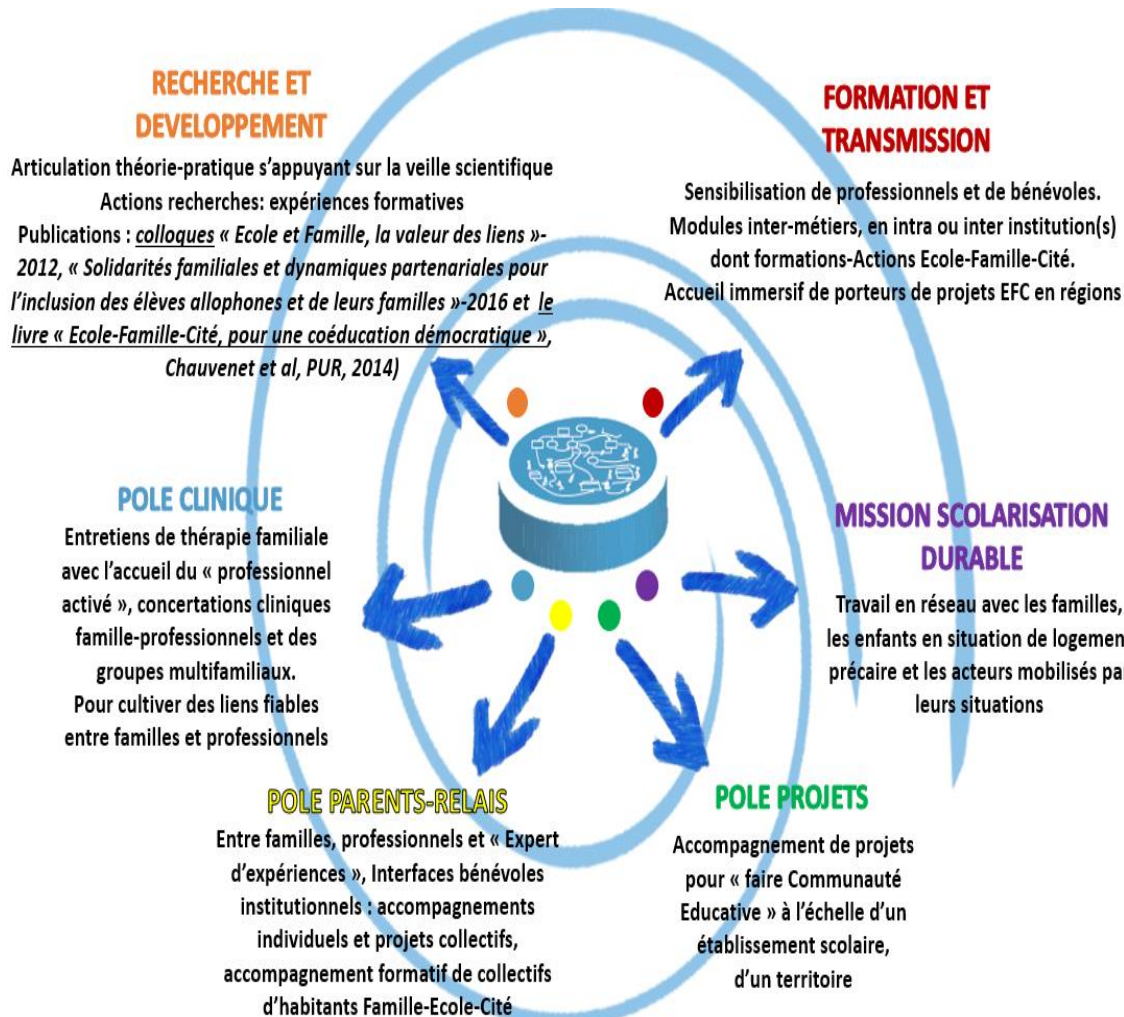 RECHERCHE ET
DEVELOPPEMENT
Articulation théorie-pratique s’appuyant sur la veille scientifique
Actions recherches: expériences formatives
Publications : colloques « Ecole et Famille, la valeur des liens »-
2012, « Solidarités familiales et dynamiques partenariales pour
l’inclusion des élèves allophones et de leurs familles »-2016 et le
livre « Ecole-Famille-Cité, pour une coéducation démocratique »,
Chauvenet et al, PUR, 2014)
FORMATION ET
TRANSMISSION
Sensibilisation de professionnels et de bénévoles.
Modules inter-métiers, en intra ou inter institution(s)
dont formations-Actions Ecole-Famille-Cité.
Accueil immersif de porteurs de projets EFC en régions
POLE CLINIQUE
Entretiens de thérapie familiale
avec l’accueil du « professionnel
activé », concertations cliniques
famille-professionnels et des
groupes multifamiliaux.
Pour cultiver des liens fiables
entre familles et professionnels
MISSION SCOLARISATION
DURABLE
Travail en réseau avec les familles,
les enfants en situation de logemen
précaire et les acteurs mobilisés pa
leurs situations
POLE PARENTS-RELAIS
Entre familles, professionnels et « Expert
d’expériences », Interfaces bénévoles
institutionnels : accompagnements
individuels et projets collectifs,
accompagnement formatif de collectifs
d’habitants Famille-Ecole-Cité
POLE PROJETS
Accompagnement de projets
pour « faire Communauté
Educative » à l’échelle d’un
établissement scolaire,
d’un territoire